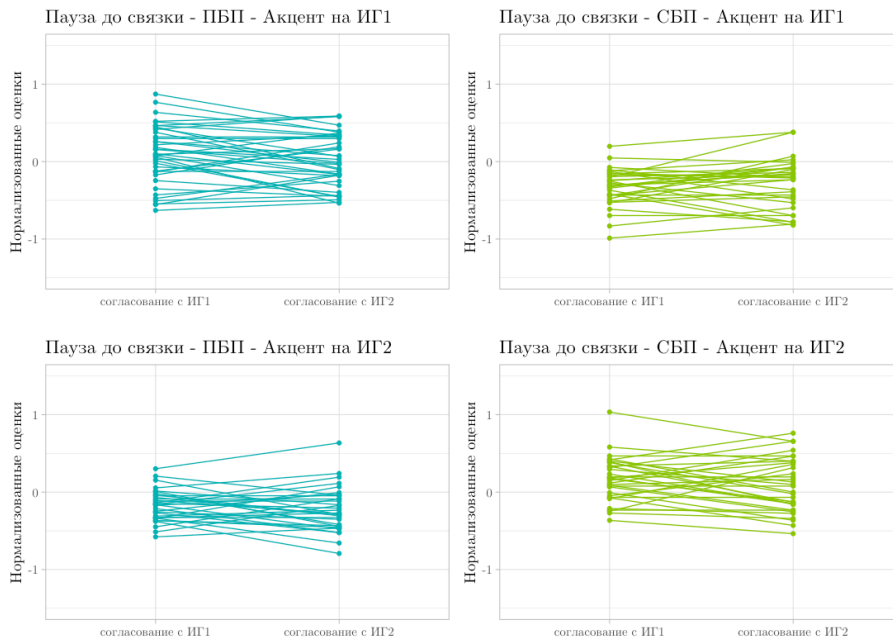 Пауза до связки - ПБП - Акцент на ИГ1
Нормализованные оценки
1
0
-1
согласование с ИГ1
согласование с ИГ2
Пауза до связки - СБП - Акцент на ИГ1
Нормализованные оценки
1
0
-1
согласование с ИГ1
согласование с ИГ2
Пауза до связки - ПБП - Акцент на ИГ2
Нормализованные оценки
1
0
-1
согласование с ИГ1
согласование с ИГ2
Пауза до связки - СБП - Акцент на ИГ2
Нормализованные оценки
1
0
-1
согласование с ИГ1
согласование с ИГ2